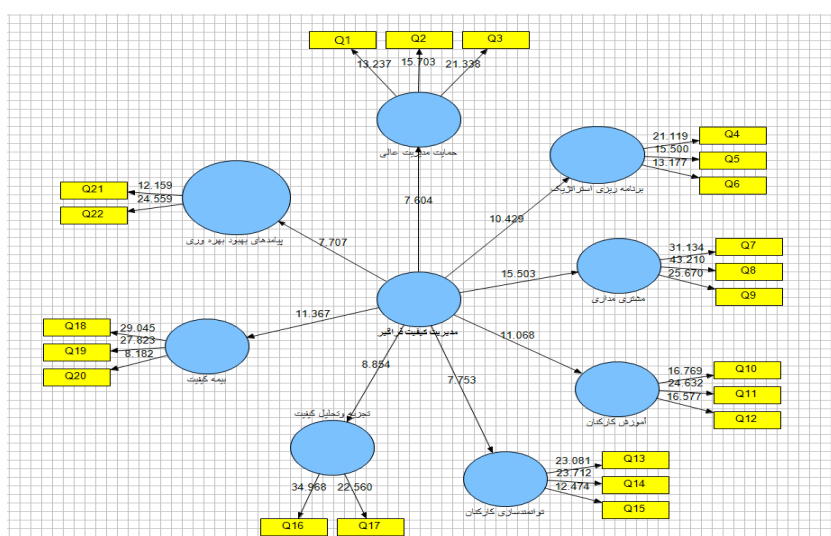 Q1
Q2
Q3
13.237
15.703
21.338
حمایت مدیریت عالی
7.604
Q4
Q5
Q6
21.119
15.500
13.177
برنامه ریزی استراتژیک
10.429
Q21
Q22
12.159
24.559
پیامدهای بهبود بهره وری
7.707
Q7
Q8
Q9
31.134
43.210
25.670
مشتری مداری
15.503
مدیریت کیفیت فراگیر
11.367
Q18
Q19
Q20
29.045
27.823
8.182
بیمه کیفیت
11.068
Q10
Q11
Q12
16.769
24.632
16.577
آموزش کارکنان
8.854
7.753
تجزیه وتحلیل کیفیت
34.968
22.560
Q16
Q17
Q13
Q14
Q15
23.081
23.712
12.474
توانمندسازی کارکنان